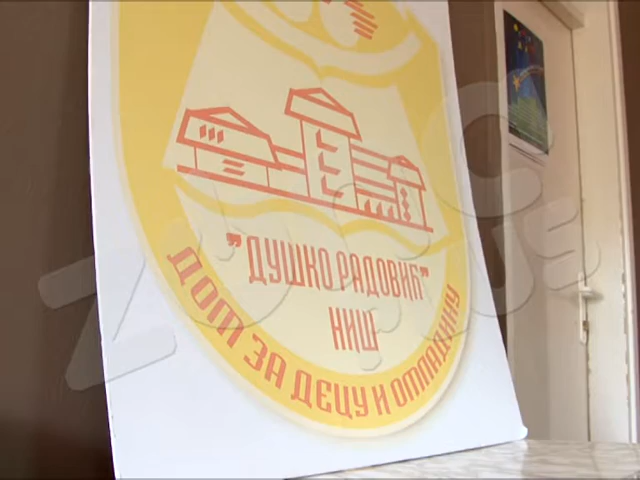 "ДУШКО РАДОВИЋ"
НИШ
ДОМ ЗА ДЕЦУ И ОМЛАДИНУ